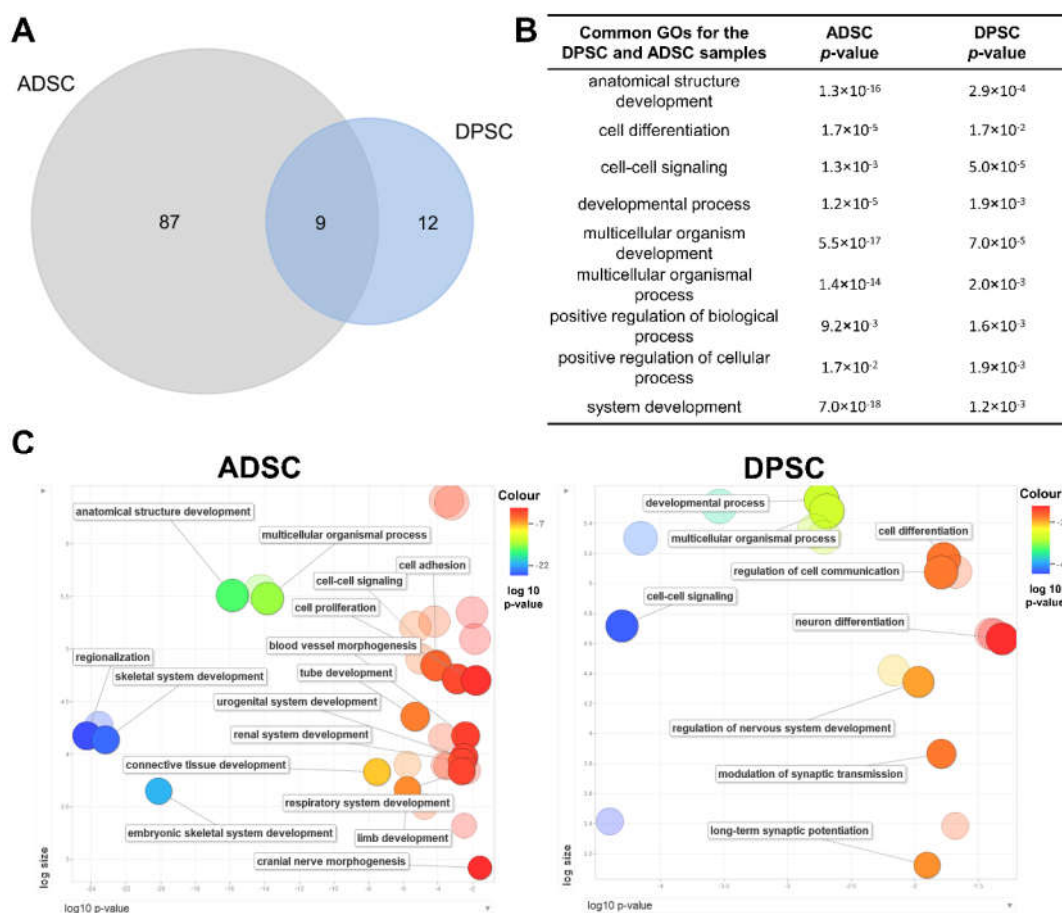 A
ADSC
DPSC
87
9
12
B
Common GOs for the DPSC and ADSC samples
ADSC p-value
DPSC p-value
anatomical structure development 1.3×10-16 2.9×10-4
cell differentiation 1.7×10-5 1.7×10-2
cell-cell signaling 1.3×10-3 5.0×10-5
developmental process 1.2×10-5 1.9×10-3
multicellular organism development 5.5×10-17 7.0×10-5
multicellular organismal process 1.4×10-14 2.0×10-3
positive regulation of biological process 9.2×10-3 1.6×10-3
positive regulation of cellular process 1.7×10-2 1.9×10-3
system development 7.0×10-18 1.2×10-3
C
ADSC
anatomical structure development
multicellular organismal process
cell adhesion
cell-cell signaling
cell proliferation
blood vessel morphogenesis
regionalization
skeletal system development
tube development
urogenital system development
renal system development
connective tissue development
respiratory system development
embryonic skeletal system development
limb development
cranial nerve morphogenesis
log size
log10 p-value
Colour
-7
-22
log 10
p-value
DPSC
developmental process
multicellular organismal process
cell differentiation
regulation of cell communication
cell-cell signaling
neuron differentiation
regulation of nervous system development
modulation of synaptic transmission
long-term synaptic potentiation
log size
log10 p-value
Colour
log 10
p-value